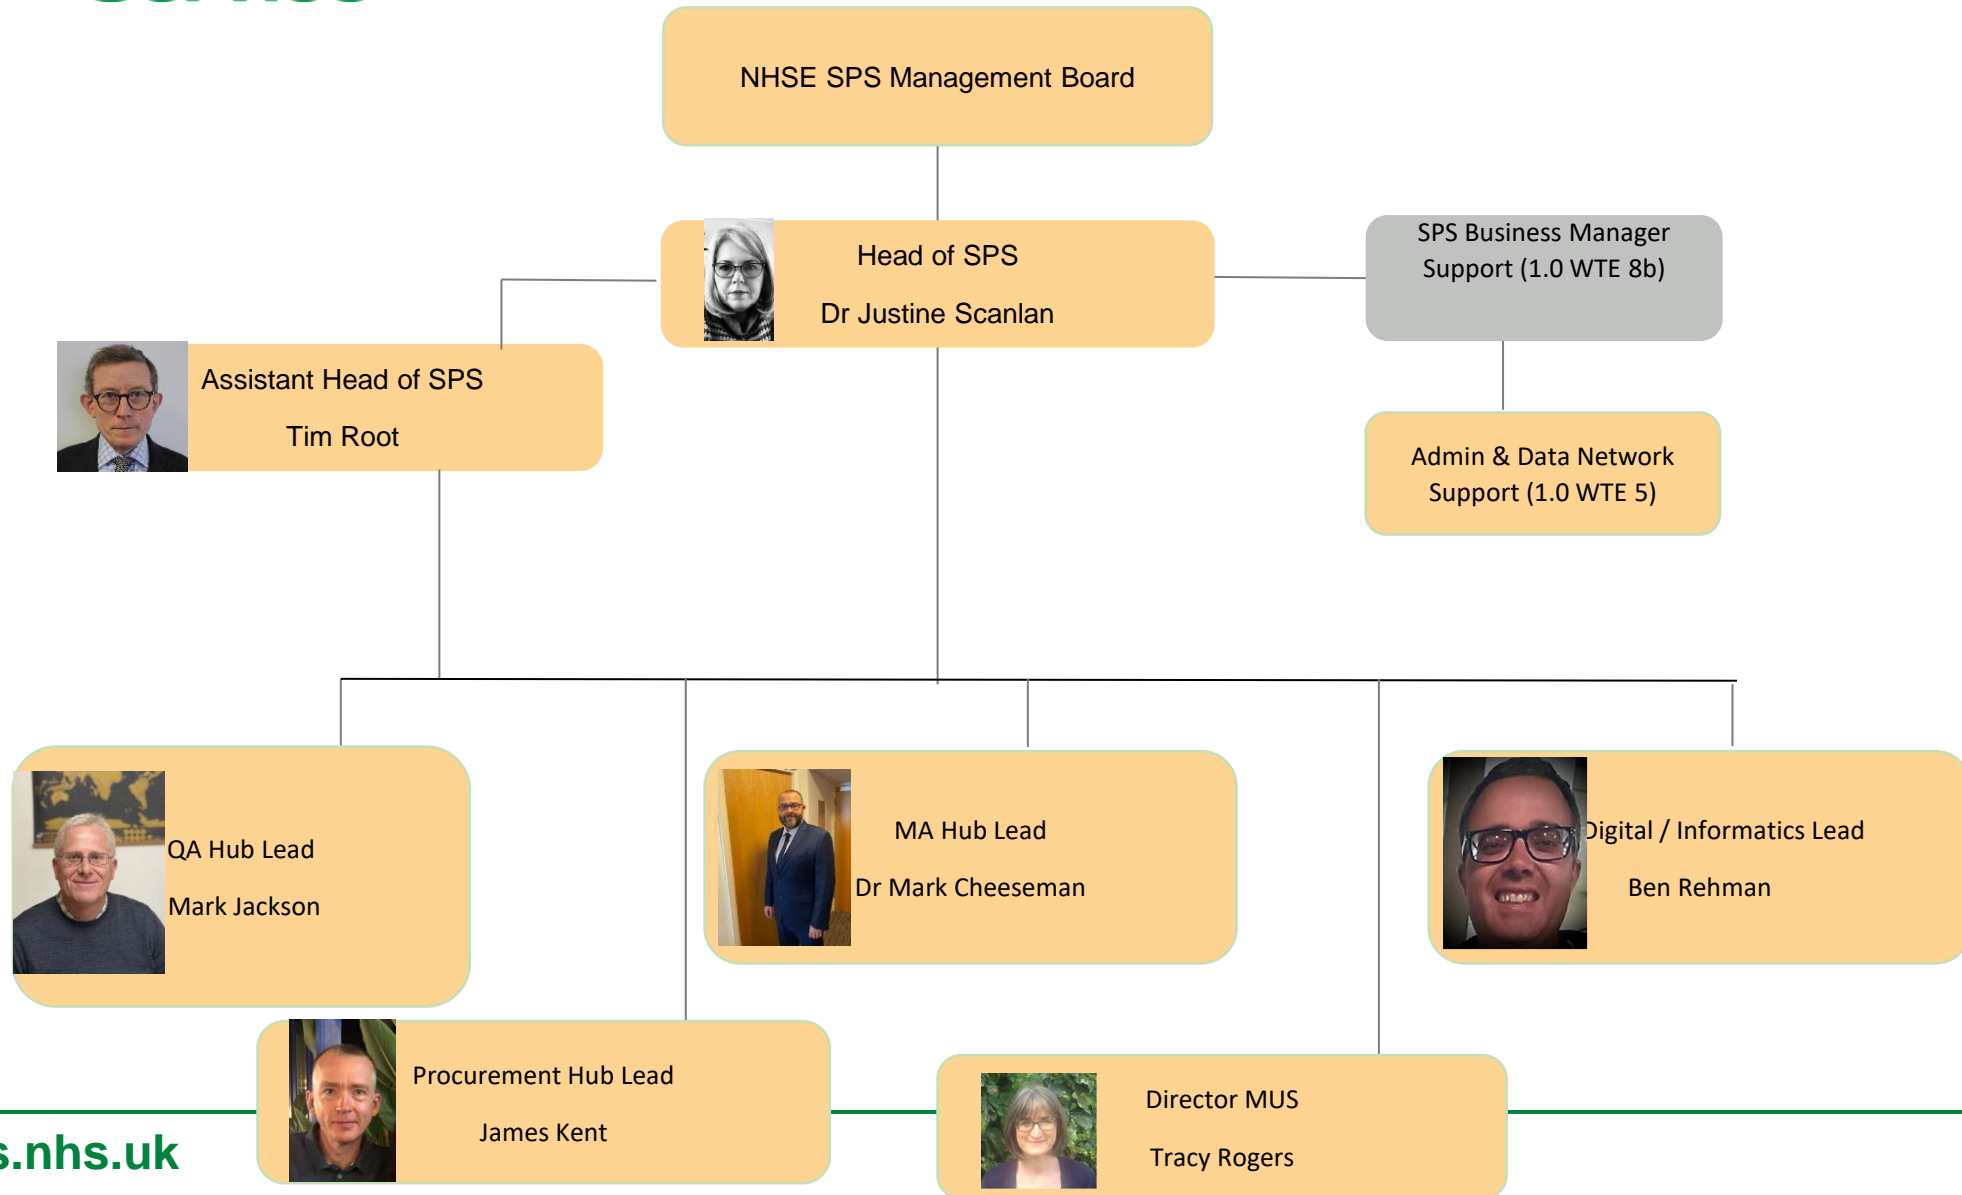 NHSE SPS Management Board
Head of SPS
Dr Justine Scanlan
SPS Business Manager
Support (1.0 WTE 8b)
Assistant Head of SPS
Tim Root
Admin & Data Network
Support (1.0 WTE 5)
QA Hub Lead
Mark Jackson
MA Hub Lead
Dr Mark Cheeseman
Digital / Informatics Lead
Ben Rehman
Procurement Hub Lead
James Kent
Director MUS
Tracy Rogers
s.nhs.uk